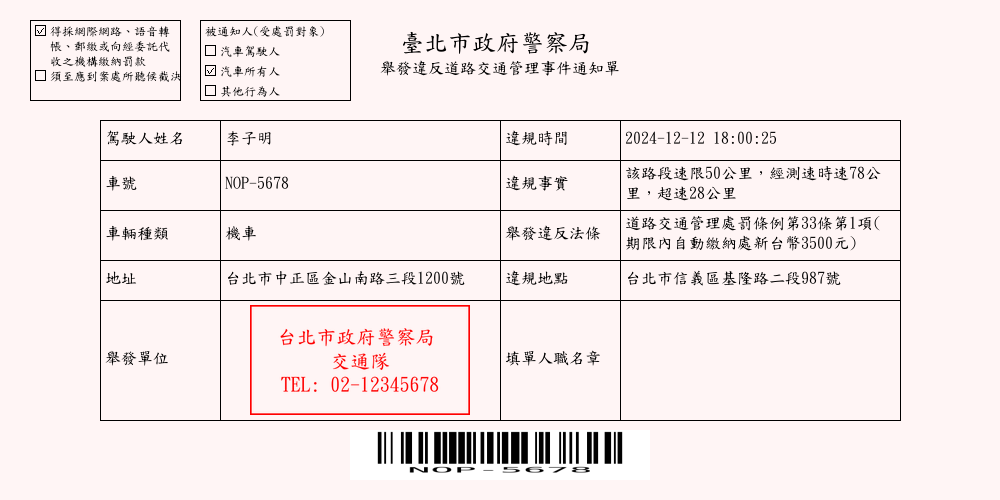 得採網際網路、語音轉
帳、郵繳或向經委託代
收之機構繳納罰款
須至應到案處所聽候裁決
被通知人(受處罰對象)
汽車駕駛人
汽車所有人
其他行為人
臺北市政府警察局
舉發違反道路交通管理事件通知單
駕駛人姓名
李子明
違規時間
2024-12-12 18:00:25
車號
NOP-5678
違規事實
該路段速限50公里，經測速時速78公
里，超速28公里
車輛種類
機車
舉發違反法條
道路交通管理處罰條例第33條第1項(
期限內自動繳納處新台幣3500元)
地址
台北市中正區金山南路三段1200號
違規地點
台北市信義區基隆路二段987號
舉發單位
台北市政府警察局
交通隊
TEL: 02-12345678
填單人職名章
NOP-5678